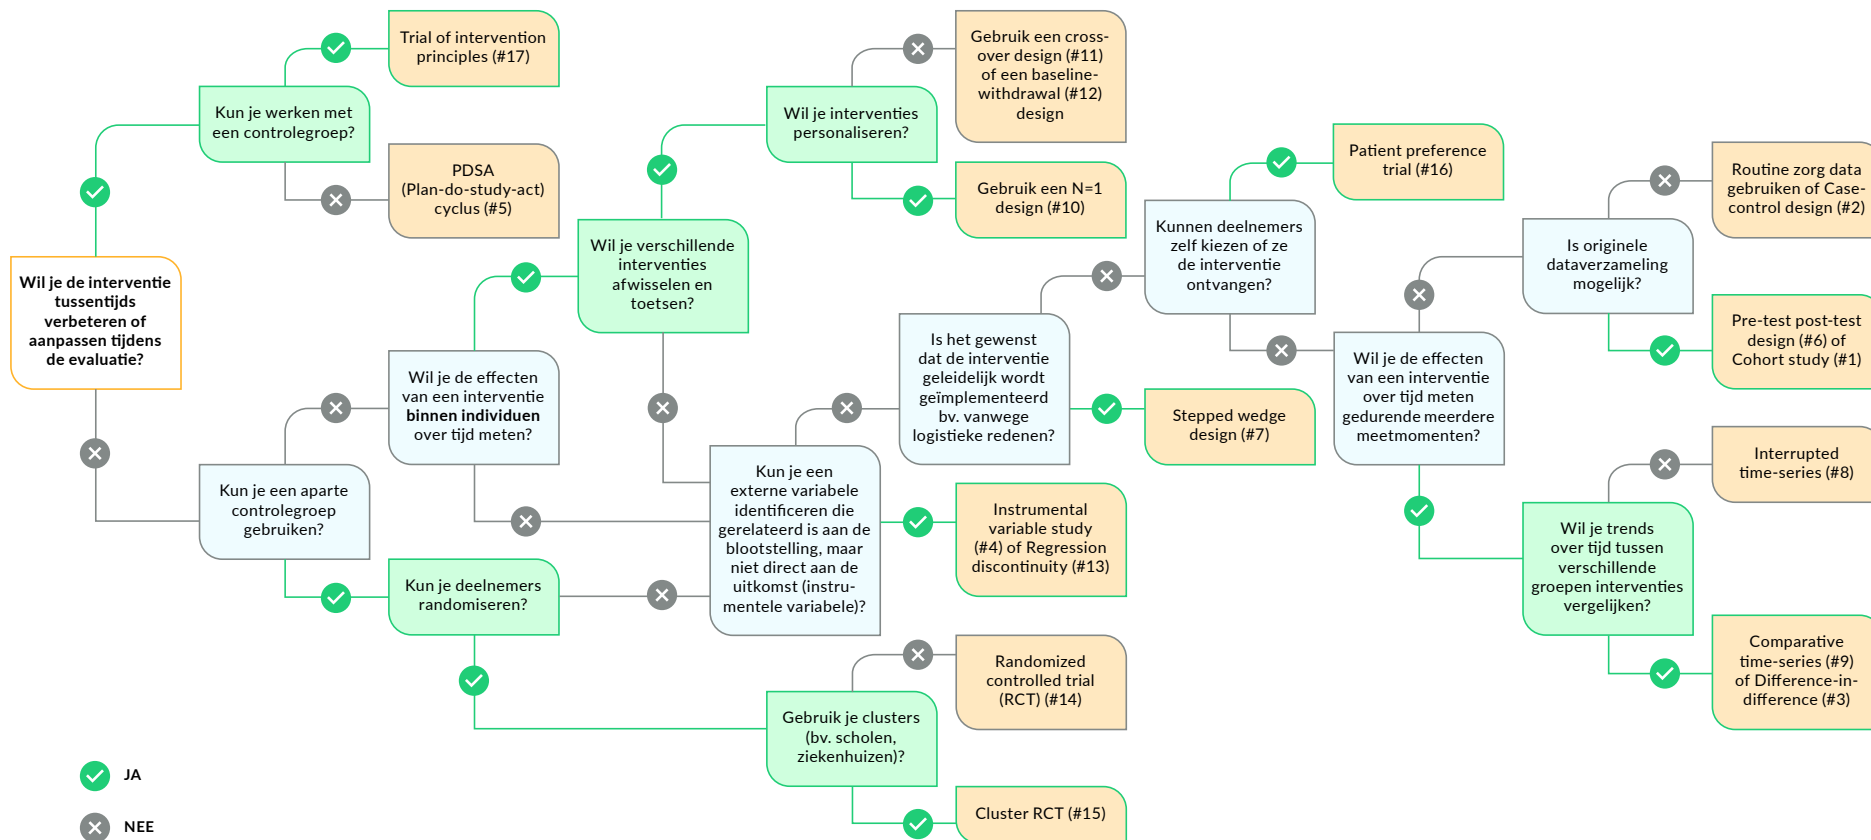 Wil je de interventie
tussentijds
verbeteren of
aanpassen tijdens
de evaluatie?
Kun je werken met
een controlegroep?
Trial of intervention
principles (#17)
PDSA
(Plan-do-study-act)
cyclus (#5)
Kun je een aparte
controlegroep
gebruiken?
Wil je de effecten
van een interventie
binnen individuen
over tijd meten?
Kun je deelnemers
randomiseren?
Wil je verschillende
interventies
afwisselen en
toetsen?
Wil je interventies
personaliseren?
Gebruik een cross-
over design (#11)
of een baseline-
withdrawal (#12)
design
Gebruik een N=1
design (#10)
Kun je een
externe variabele
identificeren die
gerelateerd is aan de
blootstelling, maar
niet direct aan de
uitkomst (instru-
mentele variabele)?
Instrumental
variable study
(#4) of Regression
discontinuity (#13)
Gebruik je clusters
(bv. scholen,
ziekenhuizen)?
Randomized
controlled trial
(RCT) (#14)
Cluster RCT (#15)
Is het gewenst
dat de interventie
geleidelijk wordt
geïmplementeerd
bv. vanwege
logistieke redenen?
Stepped wedge
design (#7)
Kunnen deelnemers
zelf kiezen of ze
de interventie
ontvangen?
Patient preference
trial (#16)
Wil je de effecten
van een interventie
over tijd meten
gedurende meerdere
meetmomenten?
Is originele
dataverzameling
mogelijk?
Routine zorg data
gebruiken of Case-
control design (#2)
Pre-test post-test
design (#6) of
Cohort study (#1)
Wil je trends
over tijd tussen
verschillende
groepen interventies
vergelijken?
Interrupted
time-series (#8)
Comparative
time-series (#9)
of Difference-in-
difference (#3)
JA
NEE